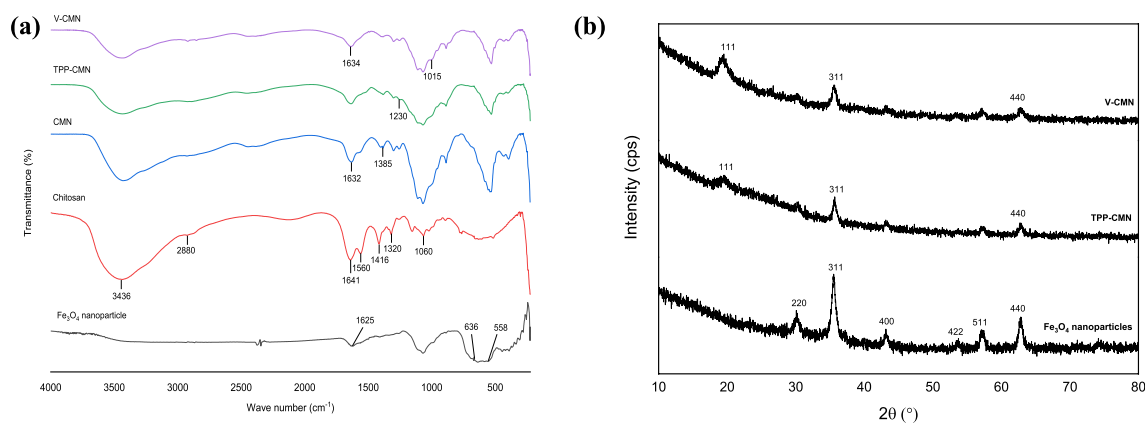 (a)
V-CMN
1634
1015
TPP-CMN
1230
CMN
1632
1385
Chitosan
3436
2880
1641
1560
1416
1320
1060
Fe₃O₄ nanoparticle
1625
636
558
Transmittance (%)
4000 3500 3000 2500 2000 1500 1000 500
Wave number (cm⁻¹)
(b)
111
311
440
V-CMN
111
311
440
TPP-CMN
220
311
400
422
511
440
Fe₃O₄ nanoparticles
Intensity (cps)
10 20 30 40 50 60 70 80
2θ (°)